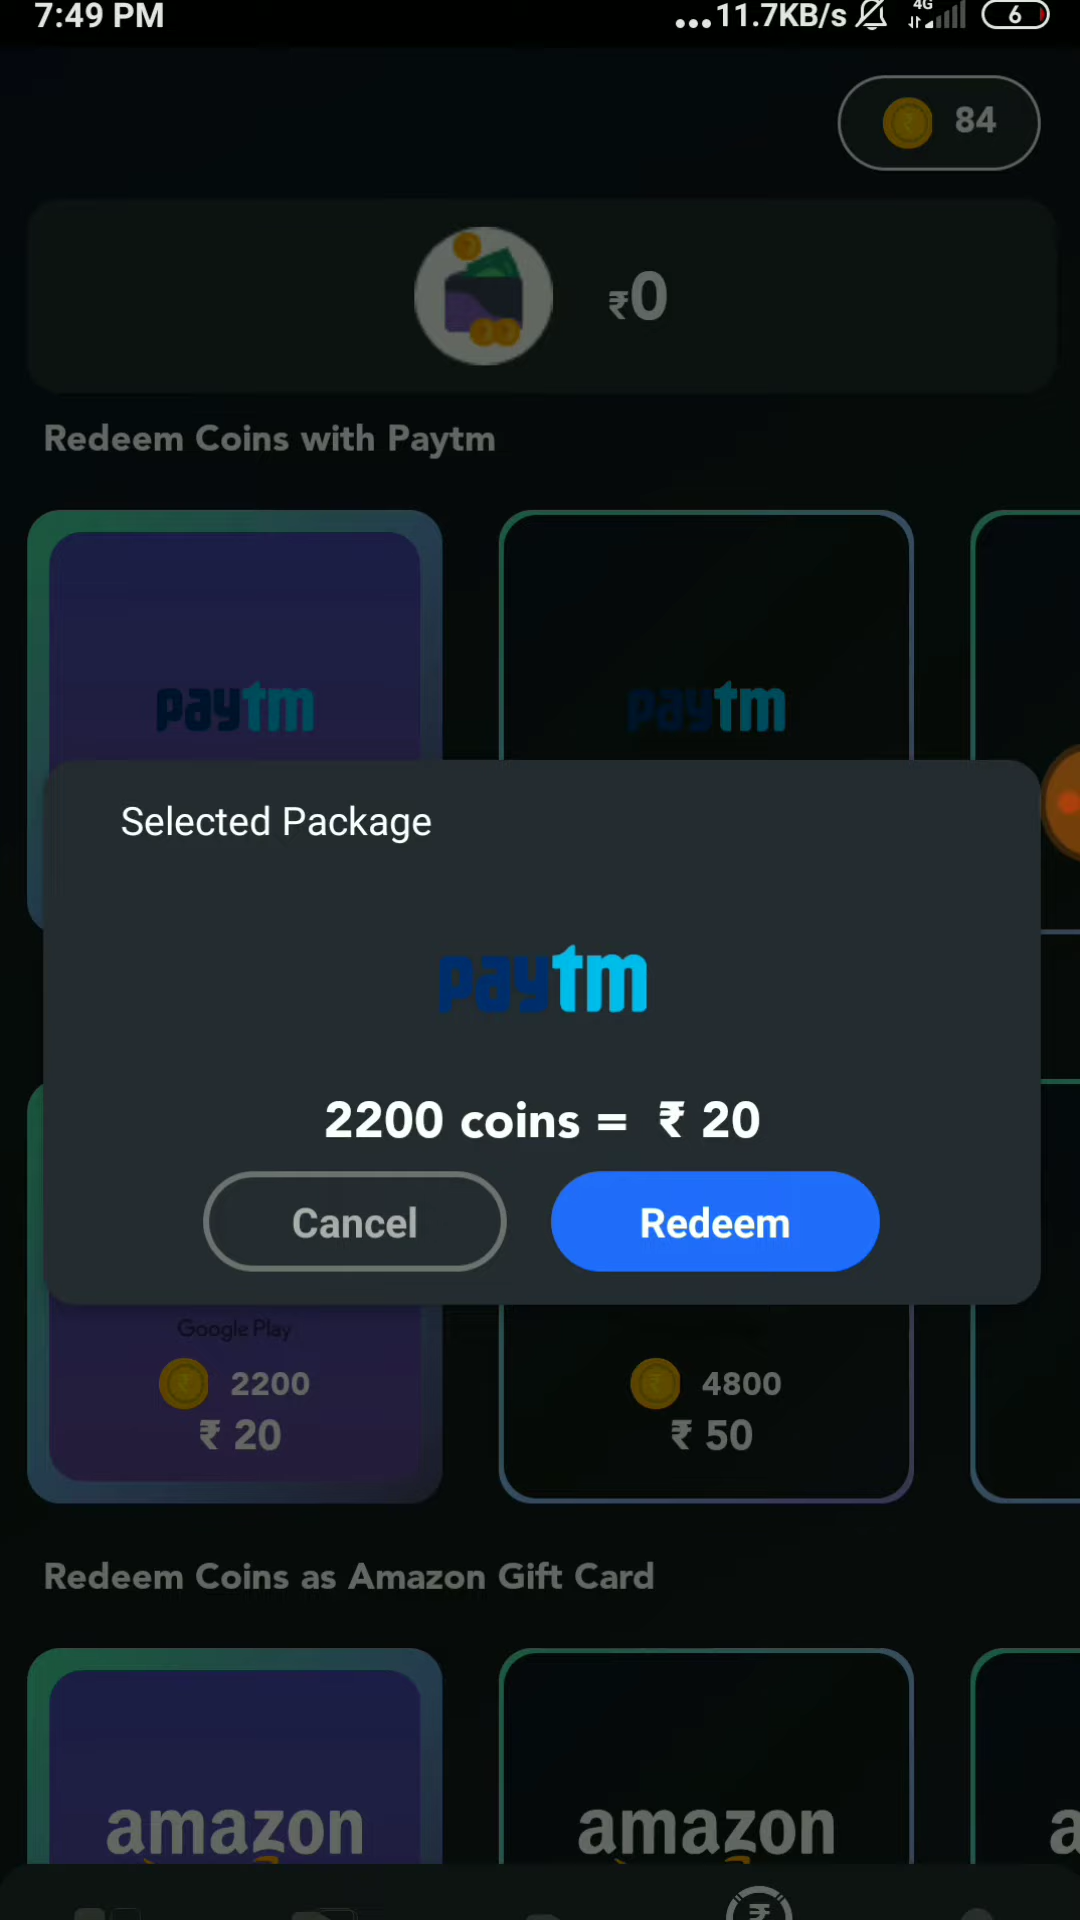 7:49 PM
...11.7KB/s
4G
6
84
₹0
Redeem Coins with Paytm
paytm
paytm
Selected Package
paytm
2200 coins = ₹ 20
Cancel
Redeem
Google Play
2200
₹ 20
4800
₹ 50
Redeem Coins as Amazon Gift Card
amazon
amazon
a